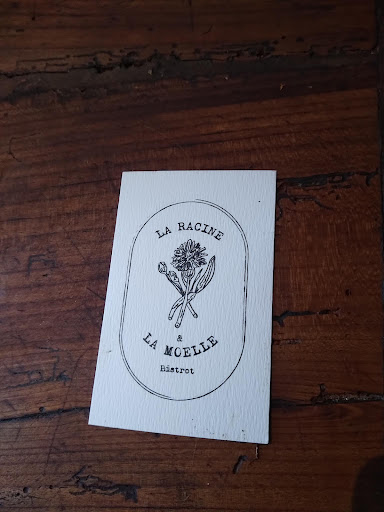 LA RACINE
&
LA MOELLE
Bistrot